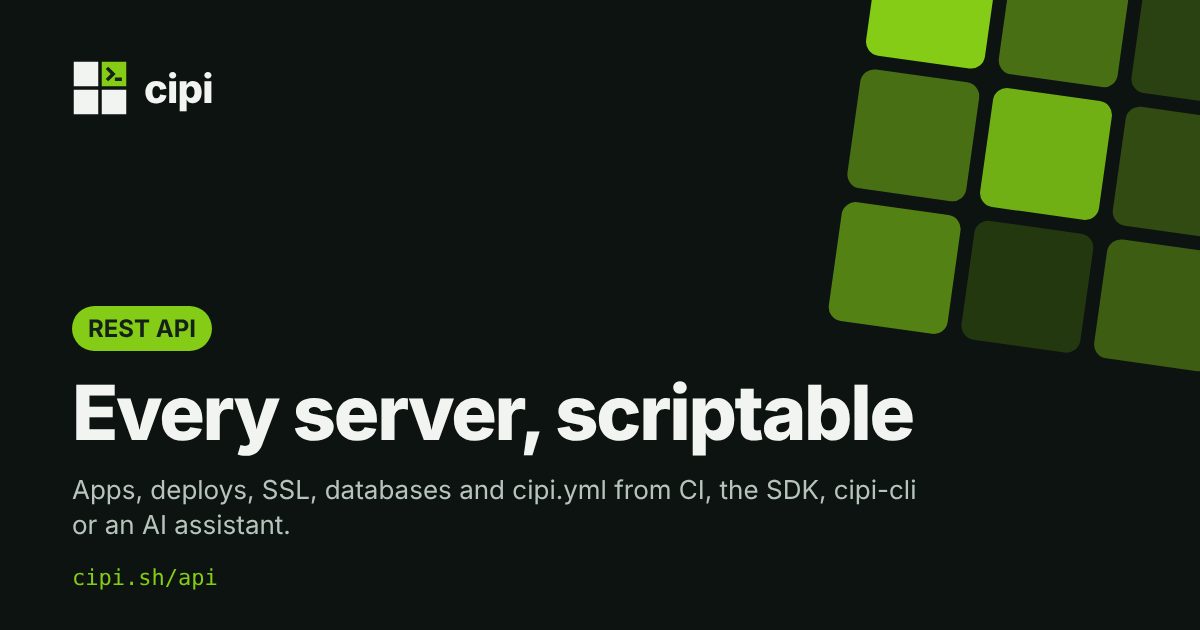 cipi
REST API
Every server, scriptable
Apps, deploys, SSL, databases and cipi.yml from CI, the SDK, cipi-cli
or an AI assistant.
cipi.sh/api